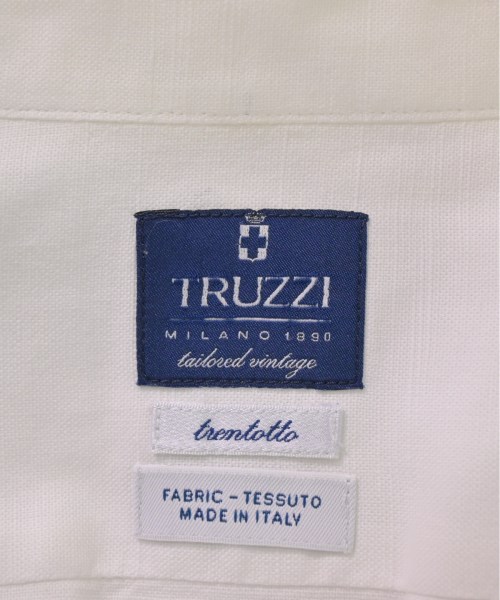 TRUZZI
MILANO 1890
tailored vintage
trentotto
FABRIC - TESSUTO
MADE IN ITALY